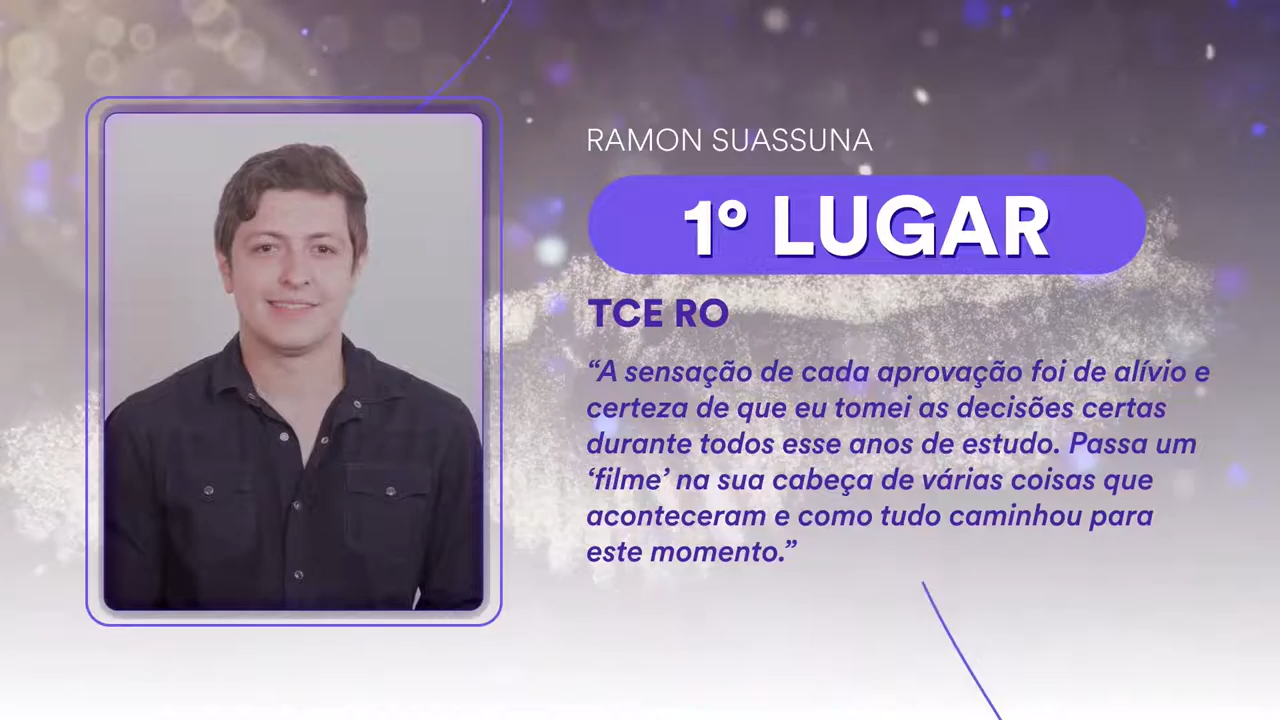 RAMON SUASSUNA
1º LUGAR
TCE RO
“A sensação de cada aprovação foi de alívio e
certeza de que eu tomei as decisões certas
durante todos esse anos de estudo. Passa um
‘filme’ na sua cabeça de várias coisas que
aconteceram e como tudo caminhou para
este momento.”